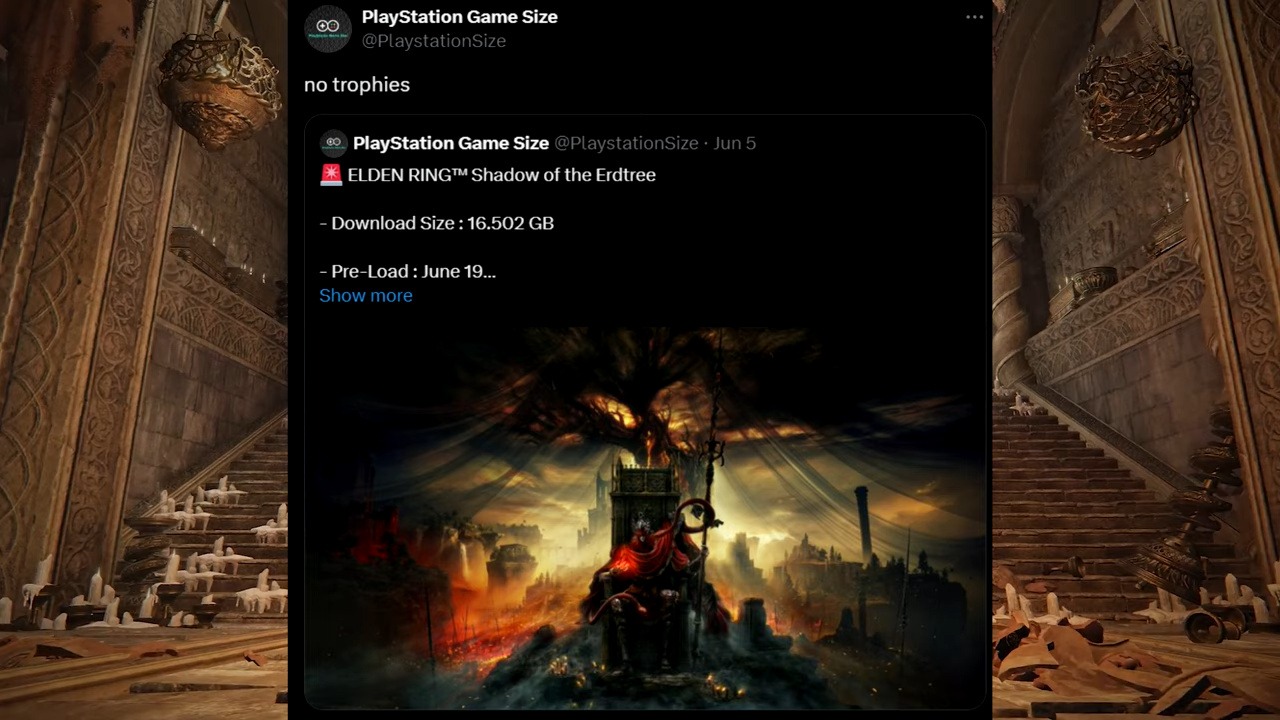 PlayStation Game Size
@PlaystationSize
no trophies
PlayStation Game Size @PlaystationSize · Jun 5
🚨 ELDEN RING™ Shadow of the Erdtree
- Download Size : 16.502 GB
- Pre-Load : June 19...
Show more